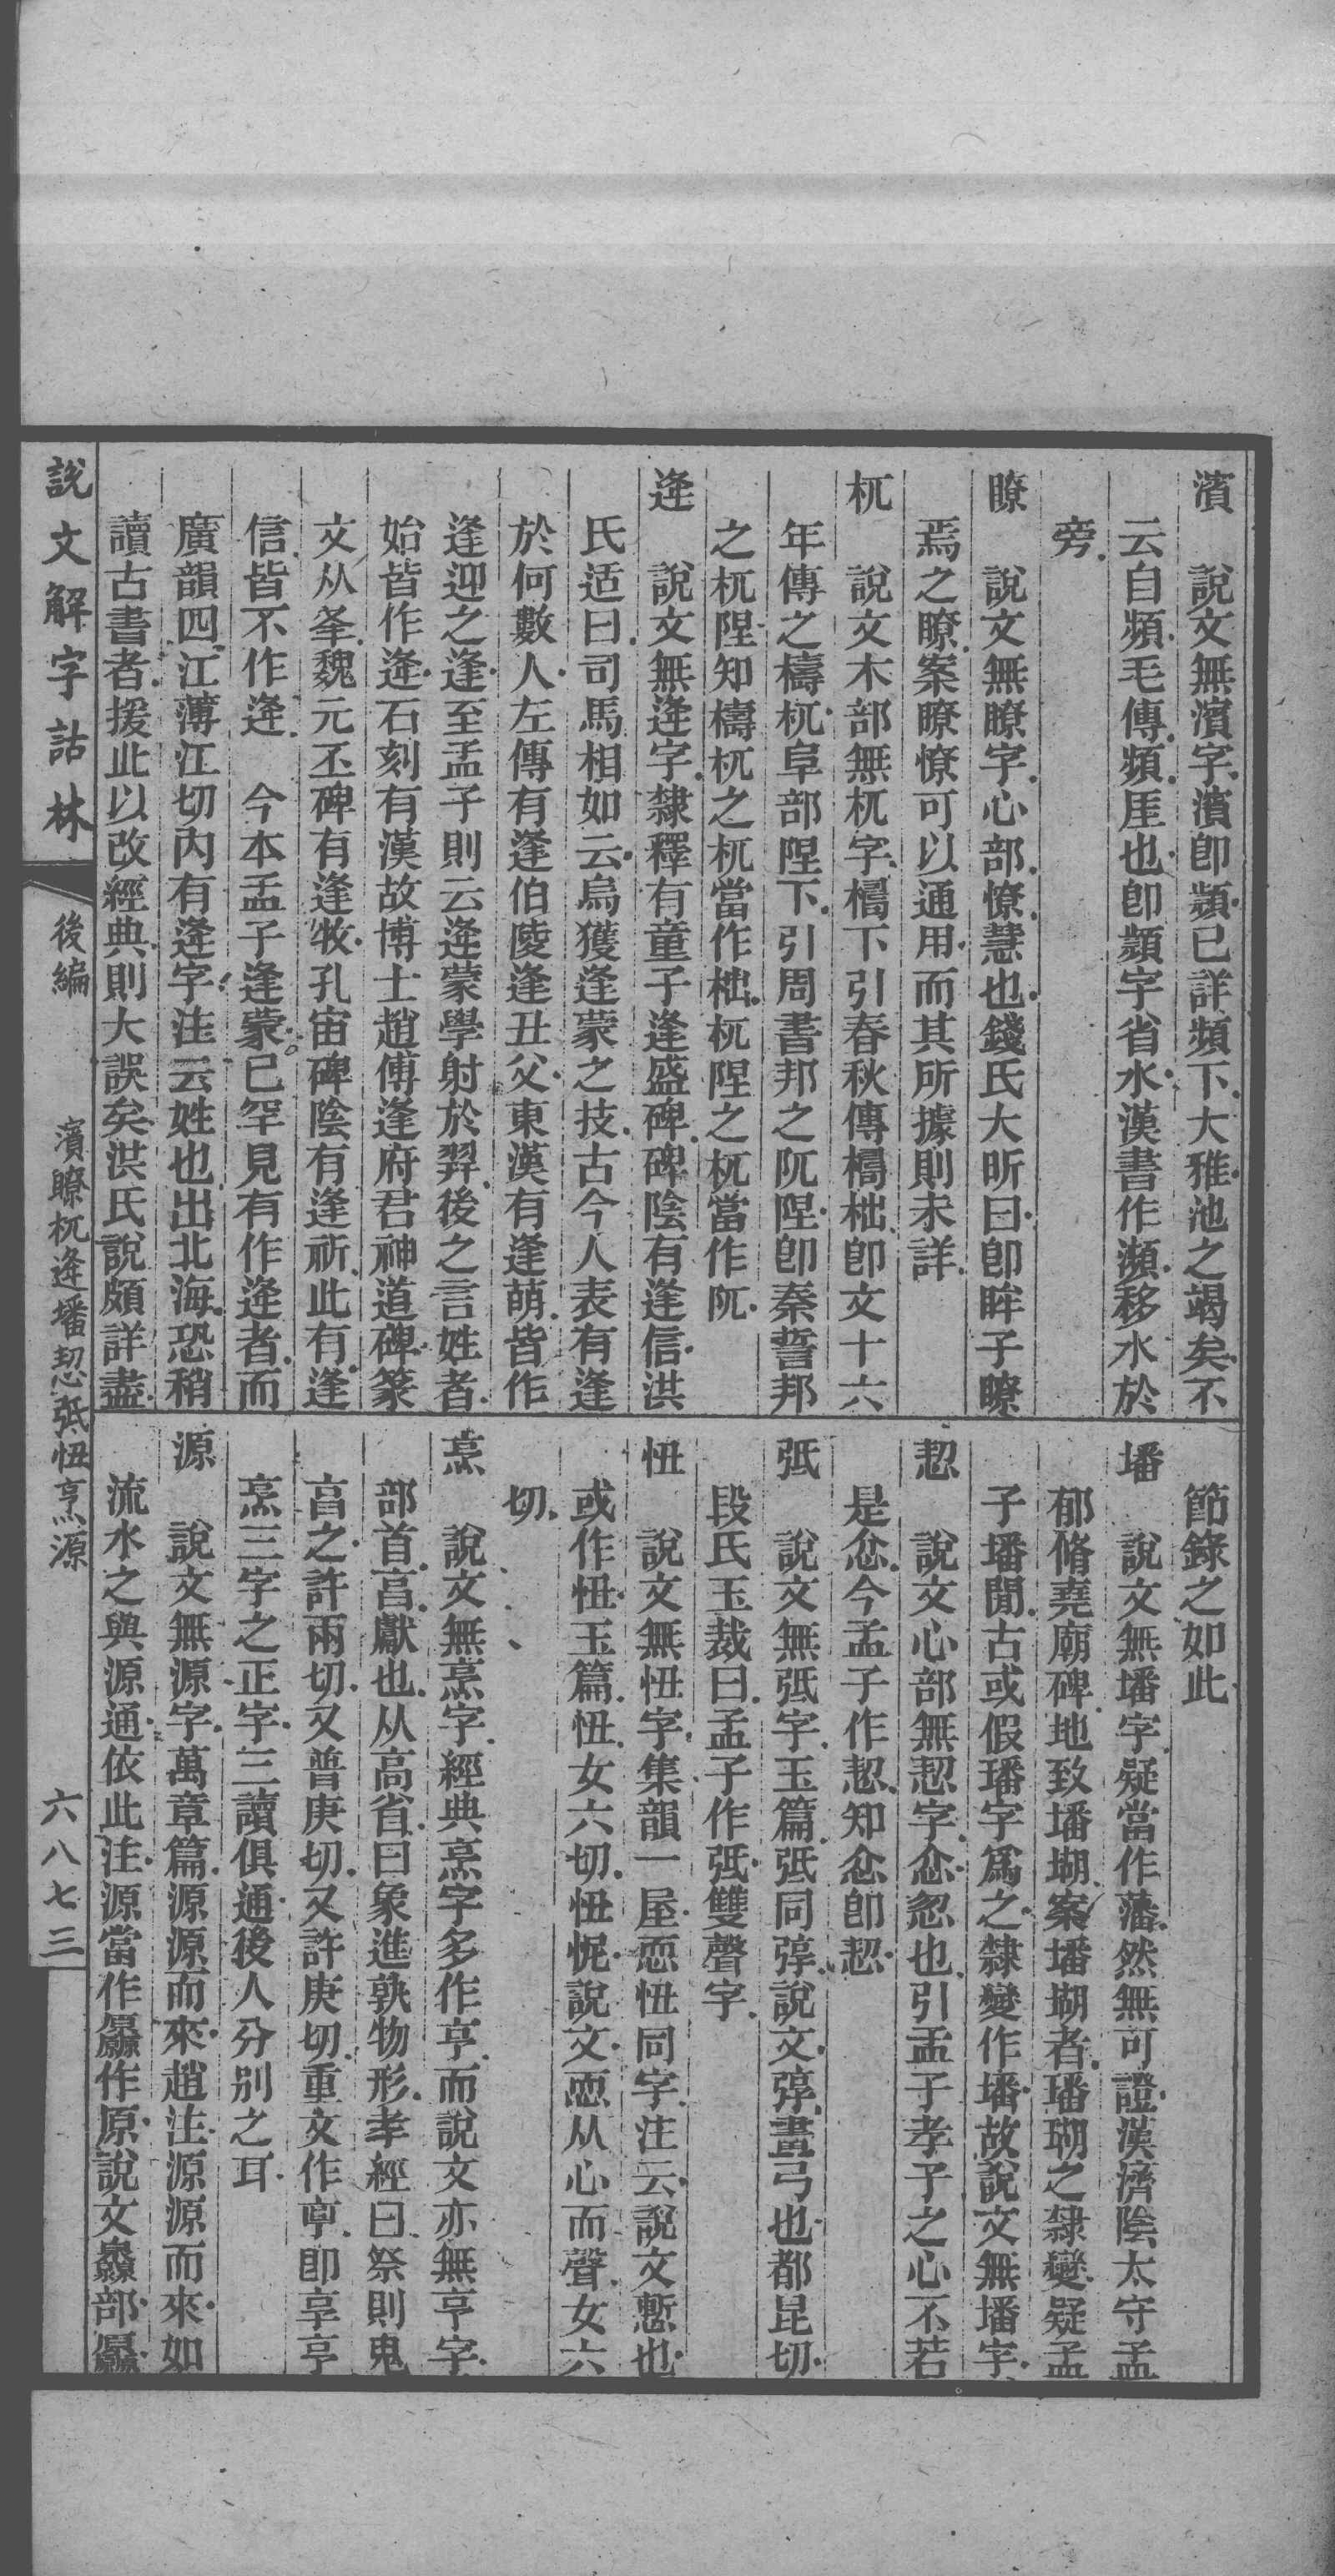 濱　說文無濱字。濱卽瀕。已詳頻下。大雅池之竭矣。不
云自頻。毛傳。頻。厓也。卽瀕字省水。漢書作瀕。移水於
旁。
瞭　說文無瞭字。心部。憭。慧也。錢氏大昕曰。卽眸子瞭
焉之瞭。案瞭憭可以通用。而其所據則未詳。
杌　說文木部無杌字。檮下引春秋傳檮柮。卽文十六
年傳之檮杌。阜部隉下。引周書邦之阢隉。卽秦誓邦
之杌隉。知檮杌之杌當作柮。杌隉之杌當作阢。
逄　說文無逄字。隸釋有童子逢盛碑。碑陰有逢信。洪
氏适曰。司馬相如云。烏獲逢蒙之技。古今人表有逢
於何數人。左傳有逢伯陵逢丑父。東漢有逢萌。皆作
逢迎之逢。至孟子則云逄蒙學射於羿。後之言姓者。
始皆作逄。石刻有漢故博士趙傅逢府君神道碑。篆
文从夆。魏元丕碑有逢牧。孔宙碑陰有逢祈。此有逢
信。皆不作逄。　今本孟子逢蒙。已罕見有作逄者。而
廣韻四江薄江切內有逄字。注云姓也。出北海。恐稍
讀古書者。援此以改經典。則大誤矣。洪氏說頗詳盡。
節錄之如此。
墦　說文無墦字。疑當作藩。然無可證。漢濟陰太守孟
郁脩堯廟碑。地致墦堋。案墦堋者。璠瑚之隸變。疑孟
子墦閒。古或假璠字爲之。隸變作墦。故說文無墦字。
恝　說文心部無恝字。忿。忽也。引孟子孝子之心不若
是忿。今孟子作恝。知忿卽恝。
弤　說文無弤字。玉篇。弤同弴。說文。弴。畫弓也。都昆切。
段氏玉裁曰。孟子作弤。雙聲字。
忸　說文無忸字。集韻一屋。恧忸同字。注云。說文慙也。
或作忸。玉篇。忸。女六切。忸怩。說文。恧从心而聲。女六
切。
烹　說文無烹字。經典烹字多作亨。而說文亦無亨字。
部首。亯。獻也。从高省。曰象進孰物形。孝經曰。祭則鬼
亯之。許兩切。又普庚切。又許庚切。重文作亨。卽享亨
烹三字之正字。三讀俱通。後人分別之耳。
源　說文無源字。萬章篇。源源而來。趙注。源源而來。如
流水之與源通。依此注。源當作厵。作原。說文灥部。厵。
說文解字詁林
後編
濱瞭杌逄墦恝弤忸烹源
六八七三